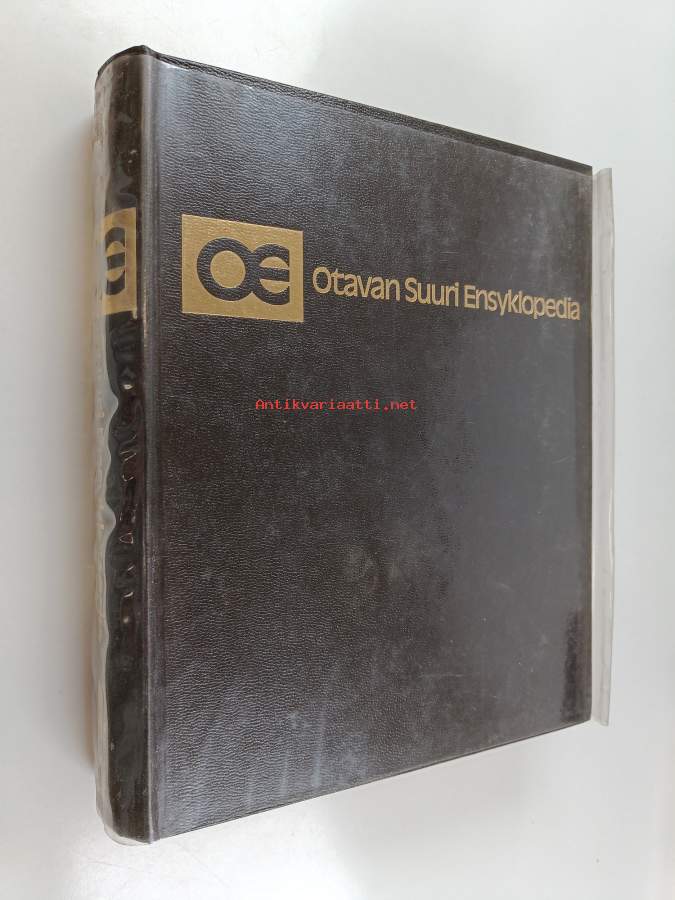 OE Otavan Suuri Ensyklopedia
Antikvariaatti.net